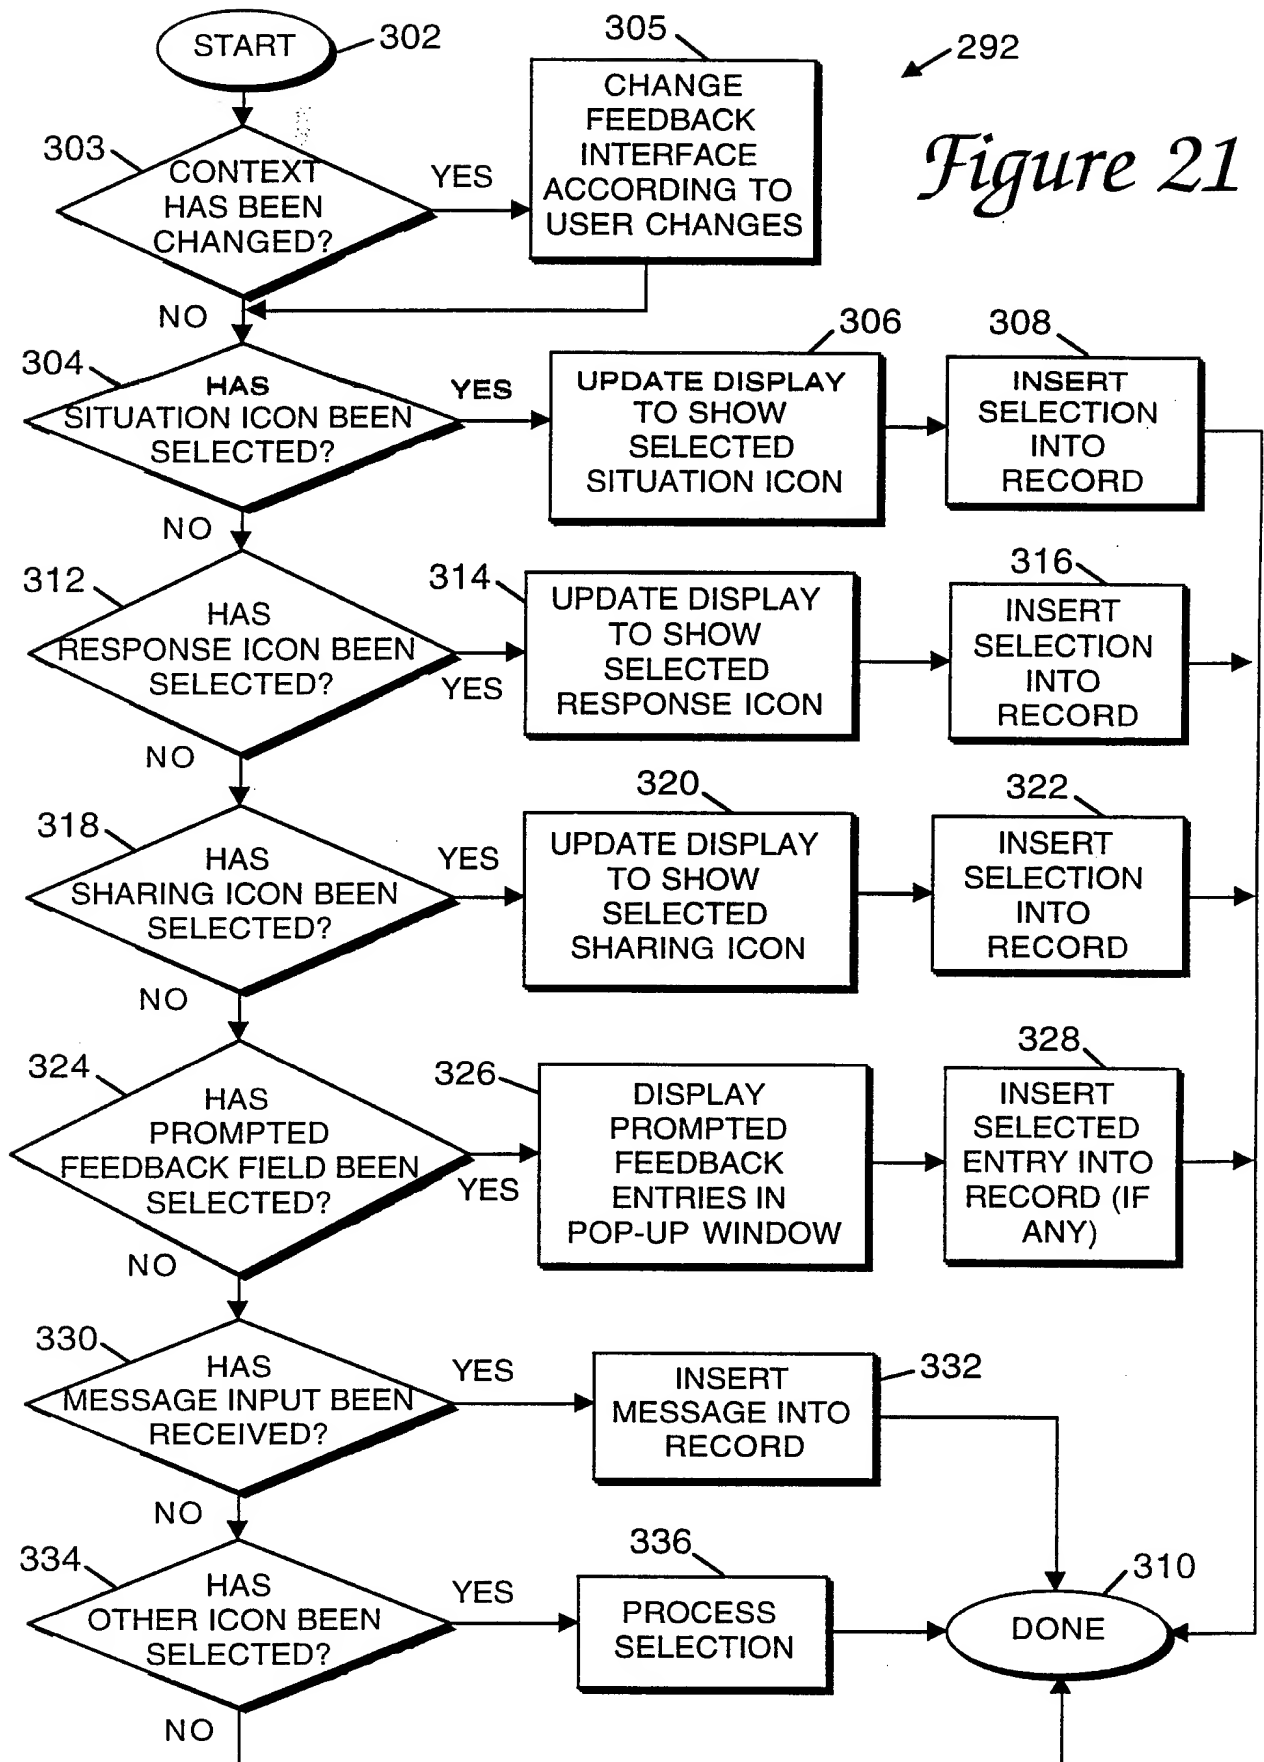 START
302
305
CHANGE
FEEDBACK
INTERFACE
ACCORDING TO
USER CHANGES
292
Figure 21
303
CONTEXT
HAS BEEN
CHANGED?
YES
NO
304
HAS
SITUATION ICON BEEN
SELECTED?
YES
306
UPDATE DISPLAY
TO SHOW
SELECTED
SITUATION ICON
308
INSERT
SELECTION
INTO
RECORD
NO
312
HAS
RESPONSE ICON BEEN
SELECTED?
YES
314
UPDATE DISPLAY
TO SHOW
SELECTED
RESPONSE ICON
316
INSERT
SELECTION
INTO
RECORD
NO
318
HAS
SHARING ICON BEEN
SELECTED?
YES
320
UPDATE DISPLAY
TO SHOW
SELECTED
SHARING ICON
322
INSERT
SELECTION
INTO
RECORD
NO
324
HAS
PROMPTED
FEEDBACK FIELD BEEN
SELECTED?
YES
326
DISPLAY
PROMPTED
FEEDBACK
ENTRIES IN
POP-UP WINDOW
328
INSERT
SELECTED
ENTRY INTO
RECORD (IF
ANY)
NO
330
HAS
MESSAGE INPUT BEEN
RECEIVED?
YES
INSERT
MESSAGE INTO
RECORD
332
NO
334
HAS
OTHER ICON BEEN
SELECTED?
YES
336
PROCESS
SELECTION
310
DONE
NO